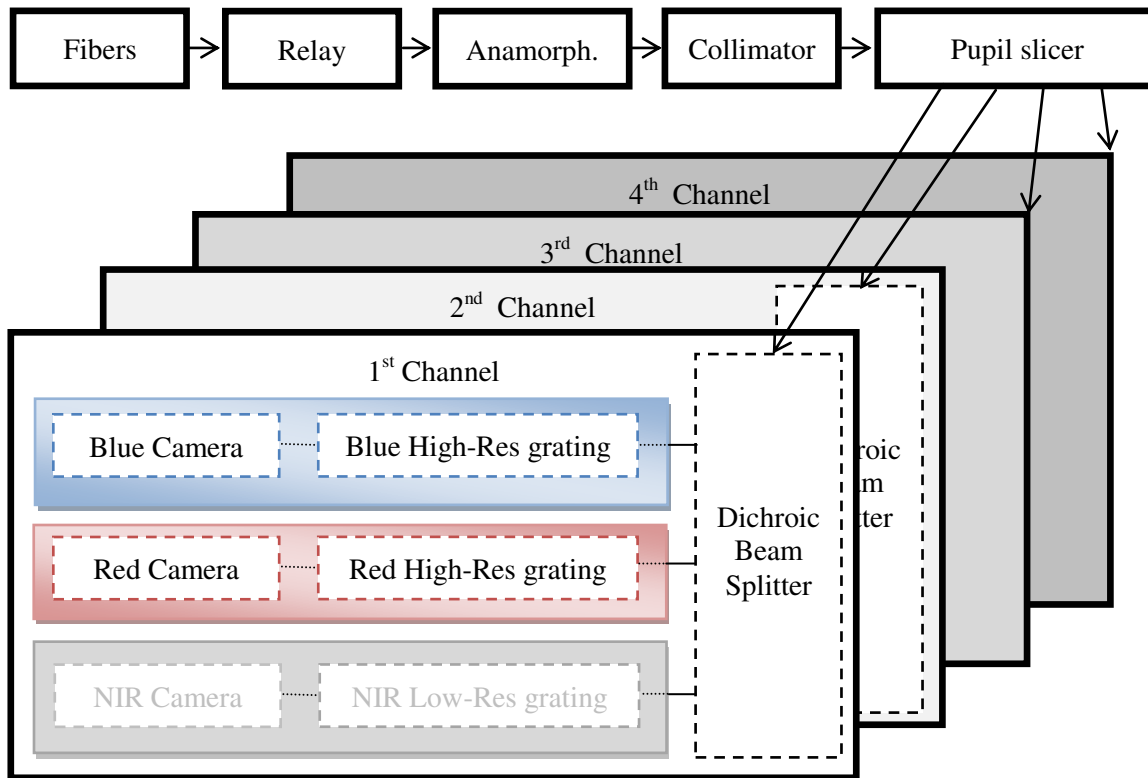 Fibers
Relay
Anamorph.
Collimator
Pupil slicer
4th Channel
3rd Channel
2nd Channel
1st Channel
Blue Camera
Blue High-Res grating
Red Camera
Red High-Res grating
NIR Camera
NIR Low-Res grating
Dichroic
Beam
Splitter